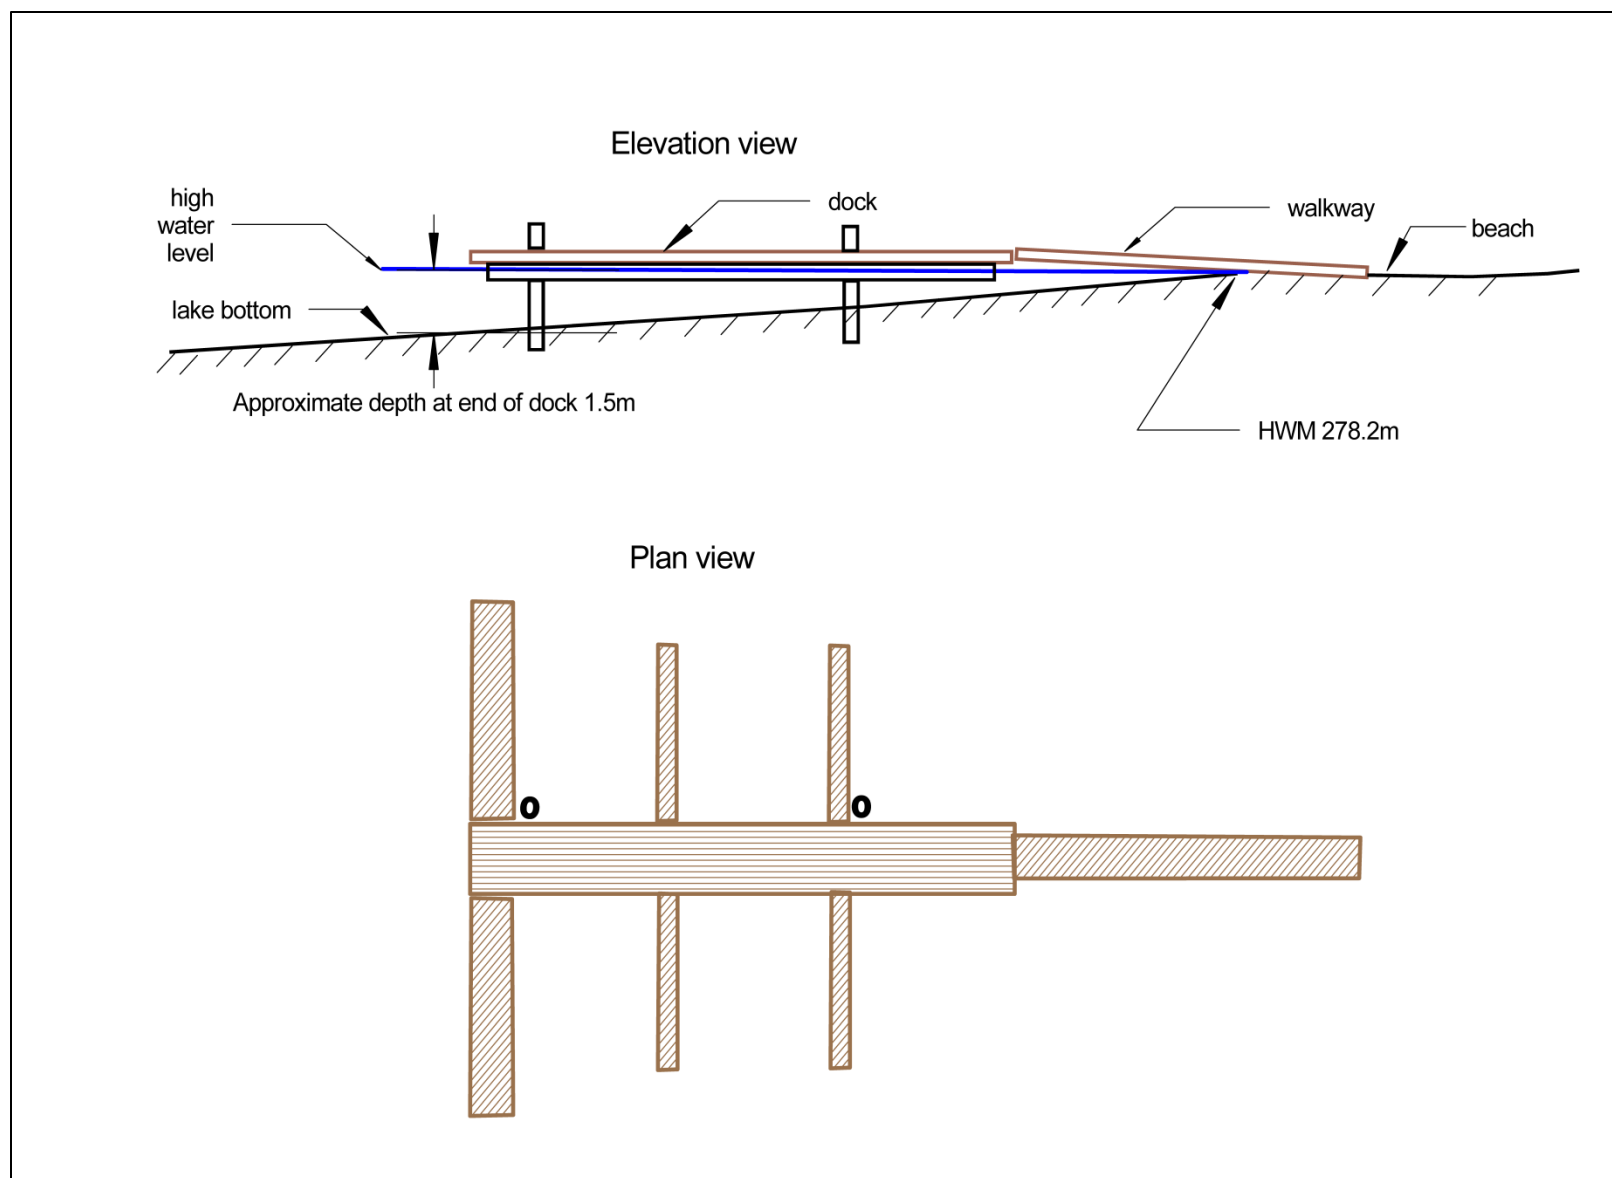 Elevation view
high
water
level
dock
walkway
beach
lake bottom
Approximate depth at end of dock 1.5m
HWM 278.2m
Plan view